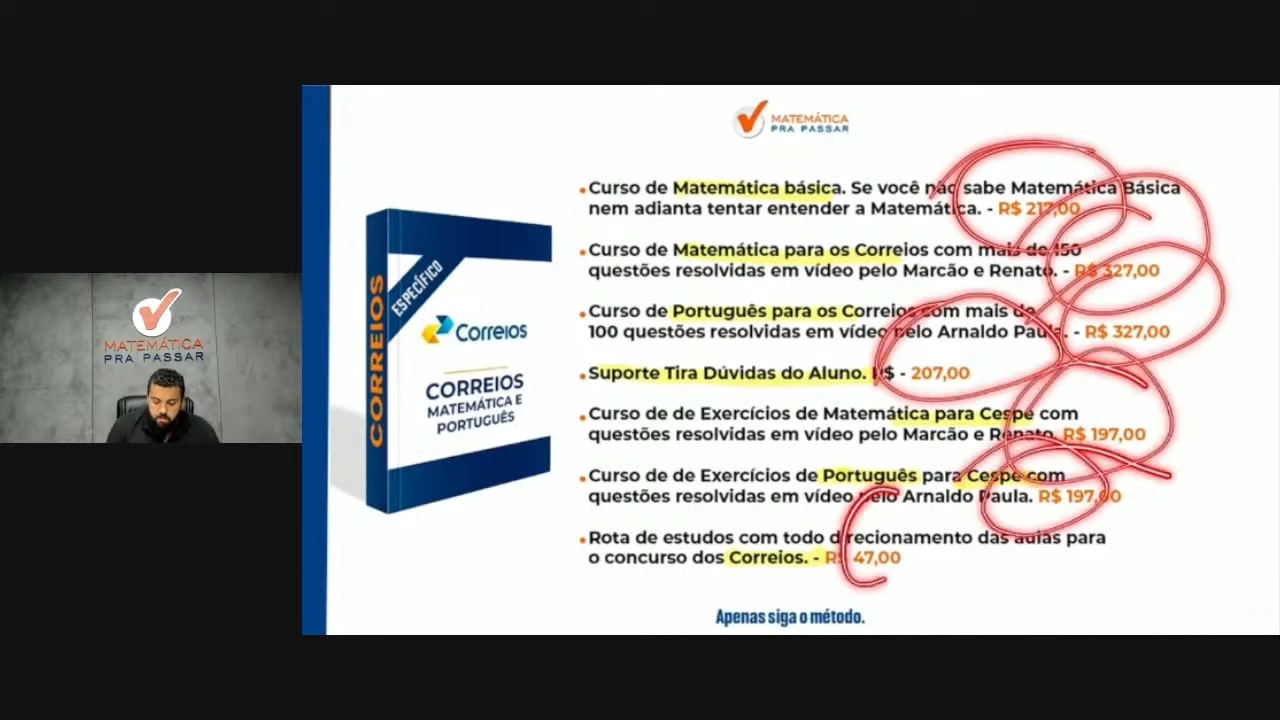 MATEMÁTICA
PRA PASSAR
MATEMÁTICA
PRA PASSAR
CORREIOS
ESPECÍFICO
Correios
CORREIOS
MATEMÁTICA E
PORTUGUÊS
Curso de Matemática básica. Se você não sabe Matemática Básica
nem adianta tentar entender a Matemática. - R$ 217,00
Curso de Matemática para os Correios com mais de 150
questões resolvidas em vídeo pelo Marcão e Renato. - R$ 327,00
Curso de Português para os Correios com mais de
100 questões resolvidas em vídeo pelo Arnaldo Paula. - R$ 327,00
Suporte Tira Dúvidas do Aluno. R$ - 207,00
Curso de de Exercícios de Matemática para Cespe com
questões resolvidas em vídeo pelo Marcão e Renato. R$ 197,00
Curso de de Exercícios de Português para Cespe com
questões resolvidas em vídeo pelo Arnaldo Paula. R$ 197,00
Rota de estudos com todo direcionamento das aulas para
o concurso dos Correios. - R$ 47,00
Apenas siga o método.